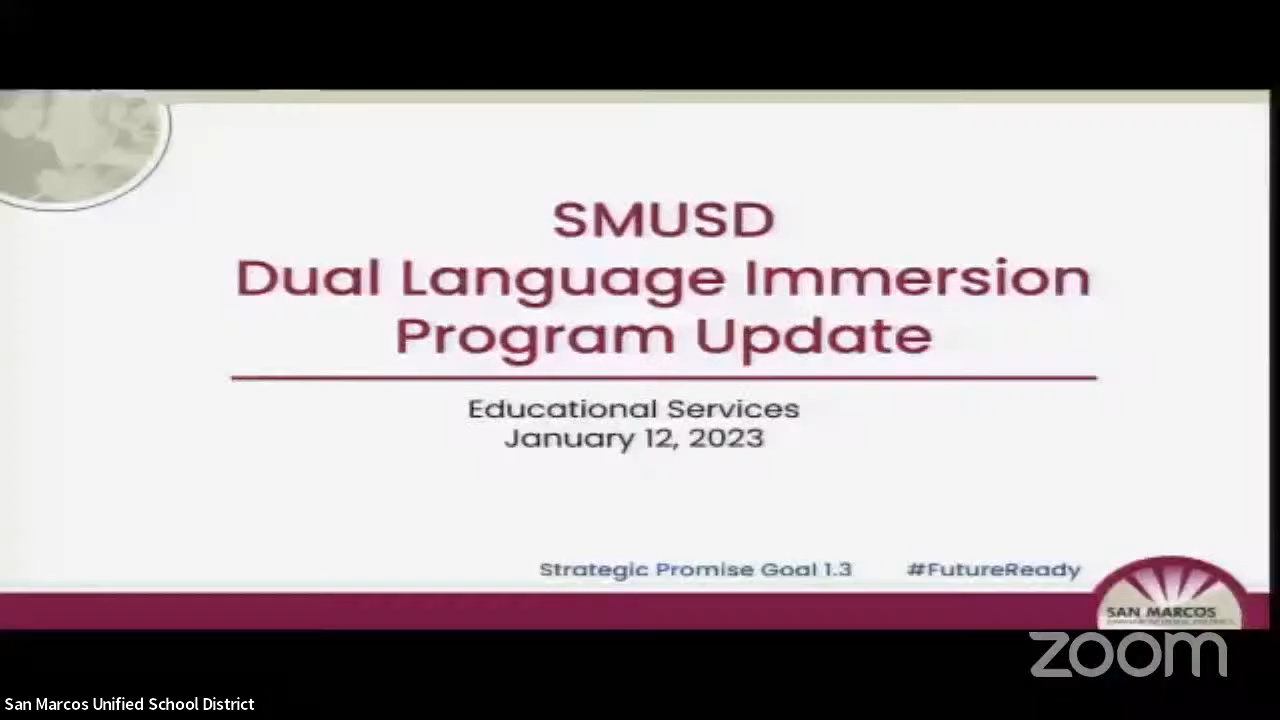 SMUSD
Dual Language Immersion
Program Update
Educational Services
January 12, 2023
Strategic Promise Goal 1.3
#FutureReady
SAN MARCOS
zoom
San Marcos Unified School District